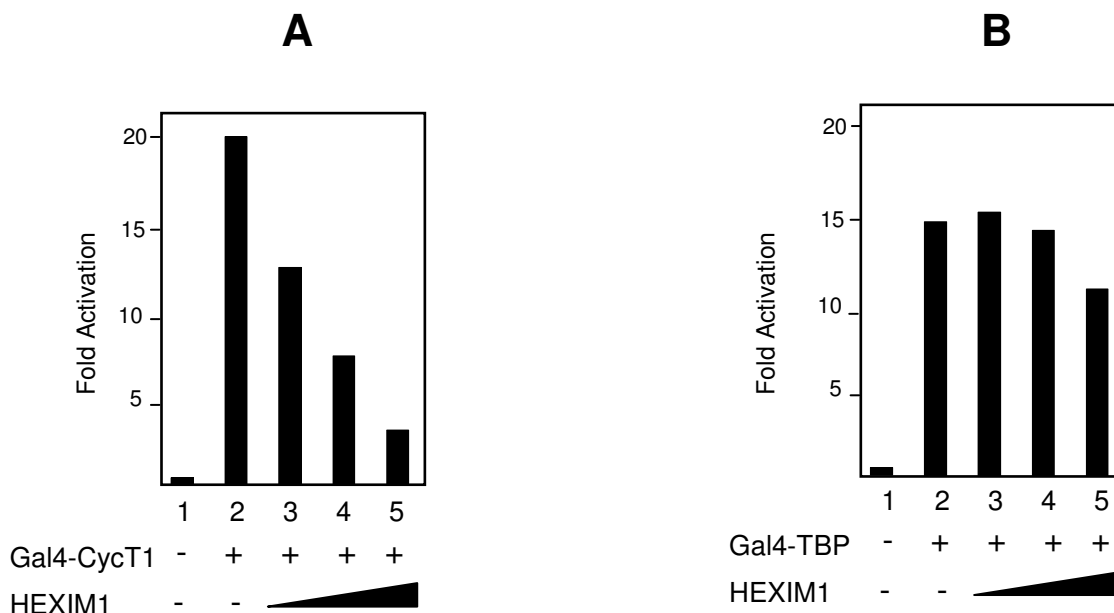 A
Fold Activation
20
15
10
5
1 2 3 4 5
Gal4-CycT1 - + + + +
HEXIM1 - -
B
Fold Activation
20
15
10
5
1 2 3 4 5
Gal4-TBP - + + + +
HEXIM1 - -